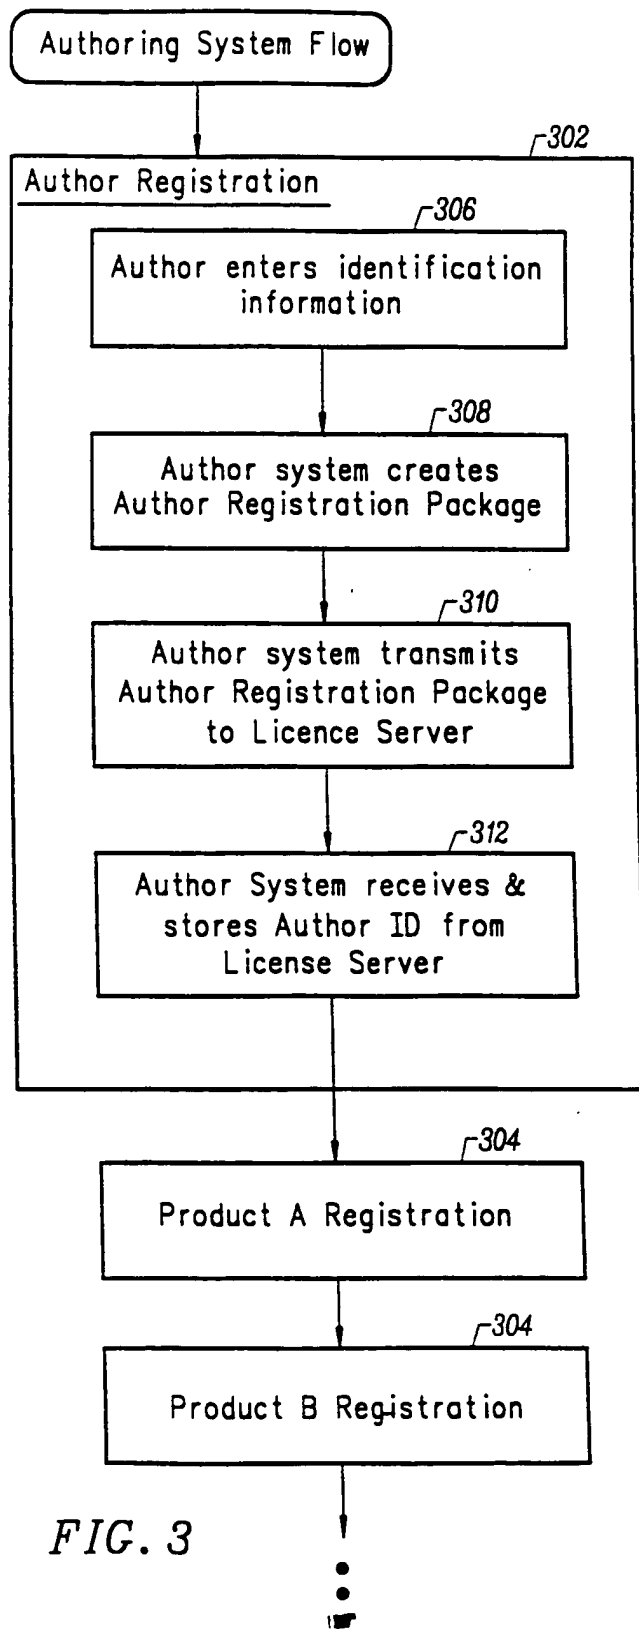 Authoring System Flow
302
Author Registration
306
Author enters identification
information
308
Author system creates
Author Registration Package
310
Author system transmits
Author Registration Package
to Licence Server
312
Author System receives &
stores Author ID from
License Server
304
Product A Registration
304
Product B Registration
FIG. 3